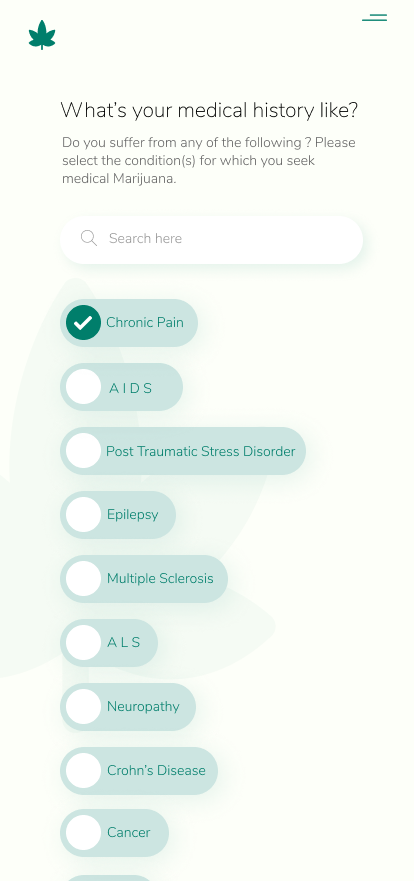 What's your medical history like?
Do you suffer from any of the following ? Please
select the condition(s) for which you seek
medical Marijuana.
Search here
Chronic Pain
A I D S
Post Traumatic Stress Disorder
Epilepsy
Multiple Sclerosis
A L S
Neuropathy
Crohn's Disease
Cancer